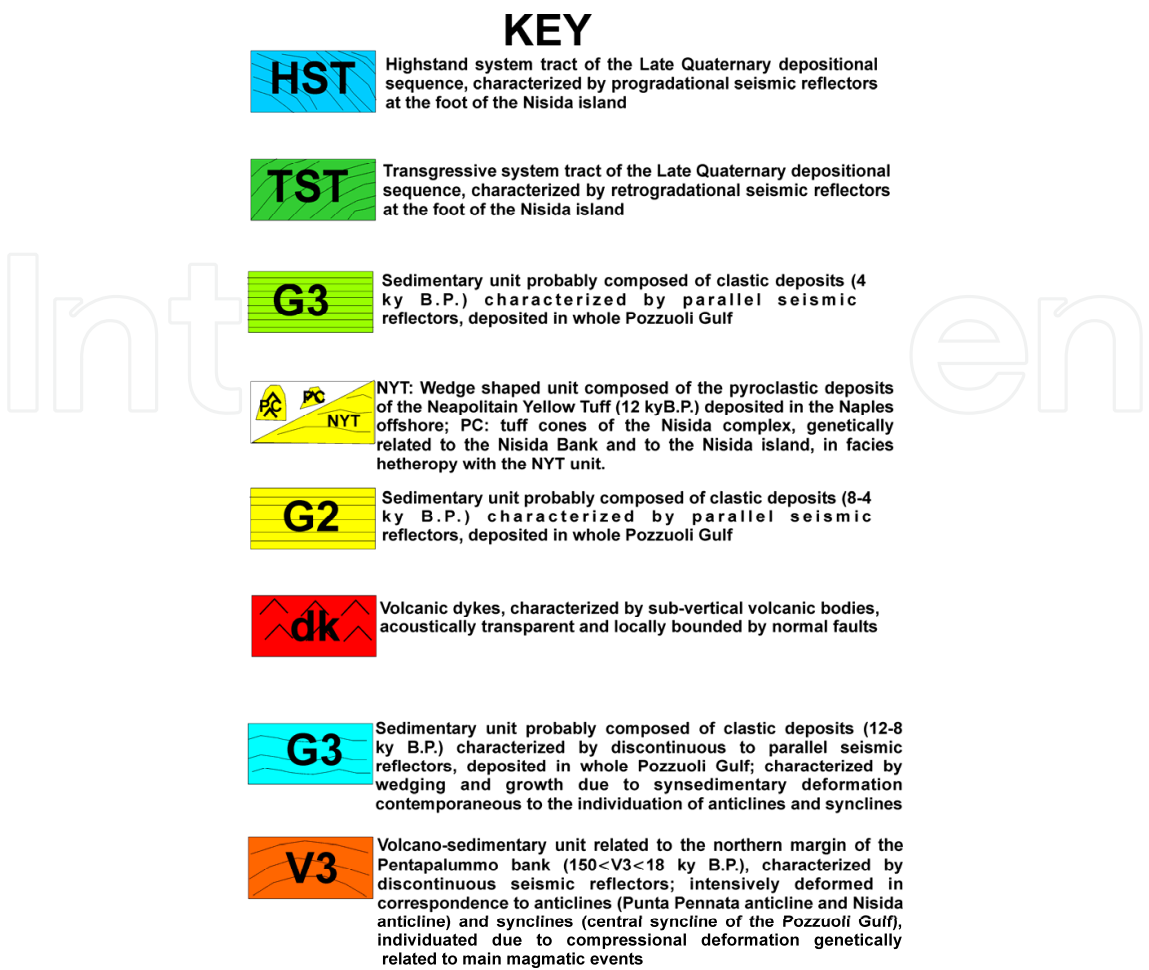 KEY
HST
Highstand system tract of the Late Quaternary depositional
sequence, characterized by progradational seismic reflectors
at the foot of the Nisida island
TST
Transgressive system tract of the Late Quaternary depositional
sequence, characterized by retrogradational seismic reflectors
at the foot of the Nisida island
Int
en
G3
Sedimentary unit probably composed of clastic deposits (4
ky B.P.) characterized by parallel seismic
reflectors, deposited in whole Pozzuoli Gulf
PC
PC
NYT
NYT: Wedge shaped unit composed of the pyroclastic deposits
of the Neapolitain Yellow Tuff (12 kyB.P.) deposited in the Naples
offshore; PC: tuff cones of the Nisida complex, genetically
related to the Nisida Bank and to the Nisida island, in facies
hetheropy with the NYT unit.
G2
Sedimentary unit probably composed of clastic deposits (8-4
ky B.P.) characterized by parallel seismic
reflectors, deposited in whole Pozzuoli Gulf
dk
Volcanic dykes, characterized by sub-vertical volcanic bodies,
acoustically transparent and locally bounded by normal faults
G3
Sedimentary unit probably composed of clastic deposits (12-8
ky B.P.) characterized by discontinuous to parallel seismic
reflectors, deposited in whole Pozzuoli Gulf; characterized by
wedging and growth due to synsedimentary deformation
contemporaneous to the individuation of anticlines and synclines
V3
Volcano-sedimentary unit related to the northern margin of the
Pentapalummo bank (150<V3<18 ky B.P.), characterized by
discontinuous seismic reflectors; intensively deformed in
correspondence to anticlines (Punta Pennata anticline and Nisida
anticline) and synclines (central syncline of the Pozzuoli Gulf),
individuated due to compressional deformation genetically
related to main magmatic events